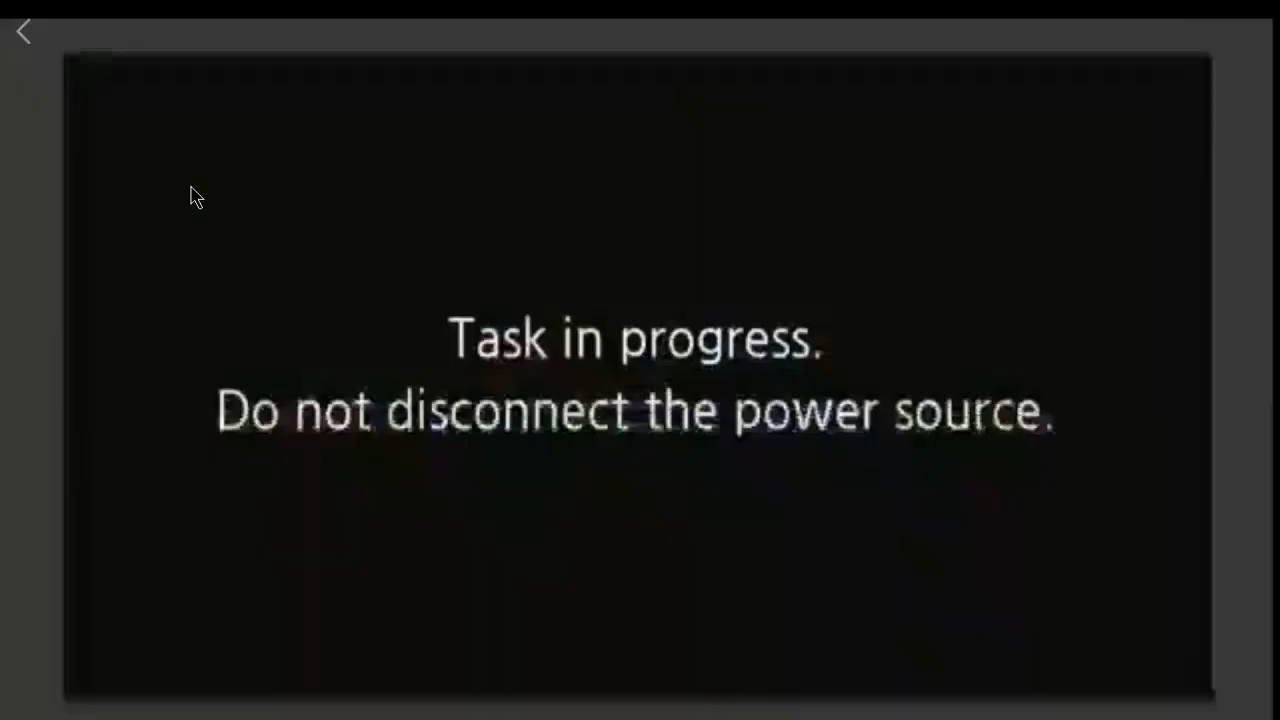 Task in progress.
Do not disconnect the power source.